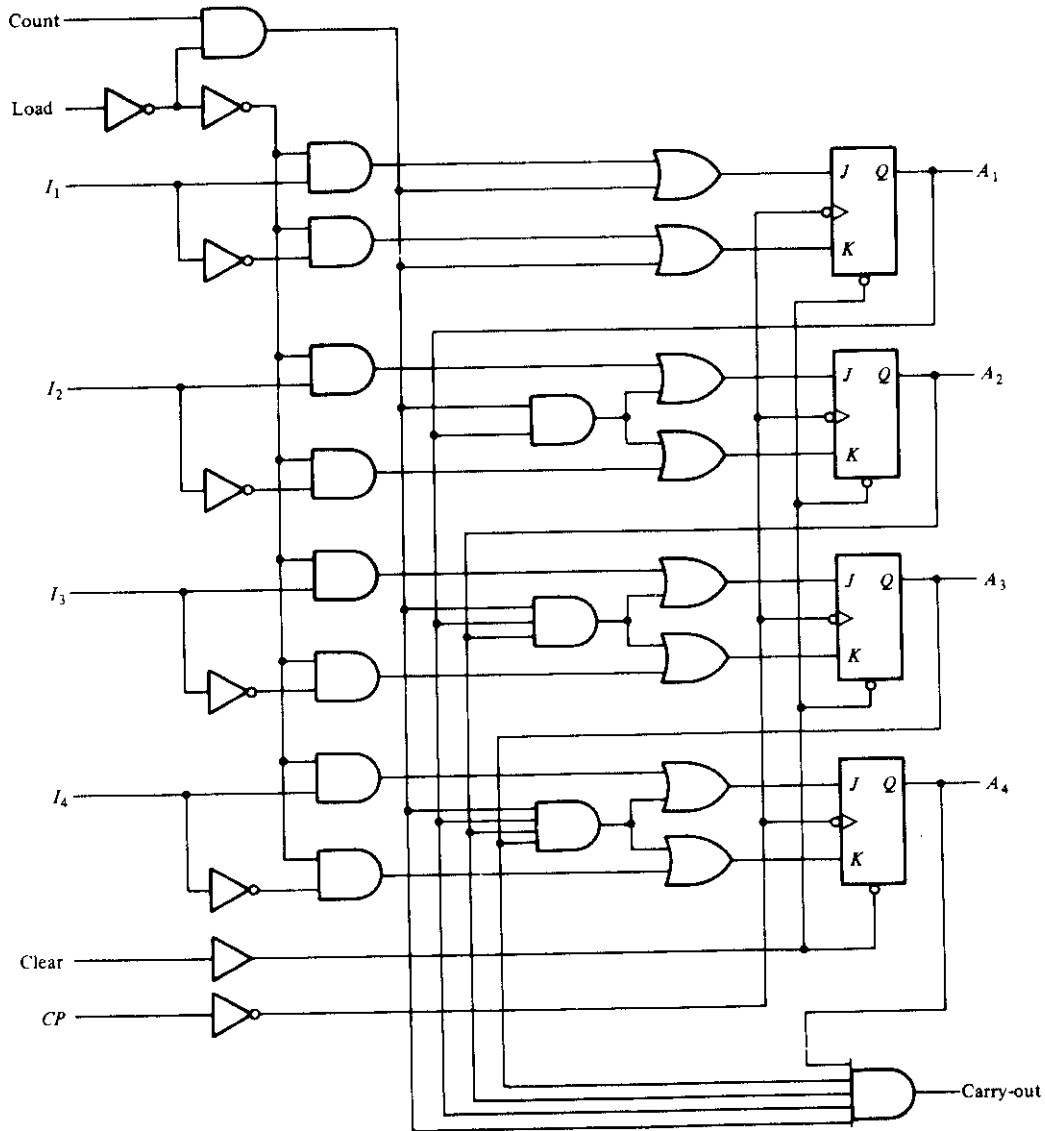 Count
Load
I1
J Q A1
K
I2
J Q A2
K
I3
J Q A3
K
I4
J Q A4
K
Clear
CP
Carry-out